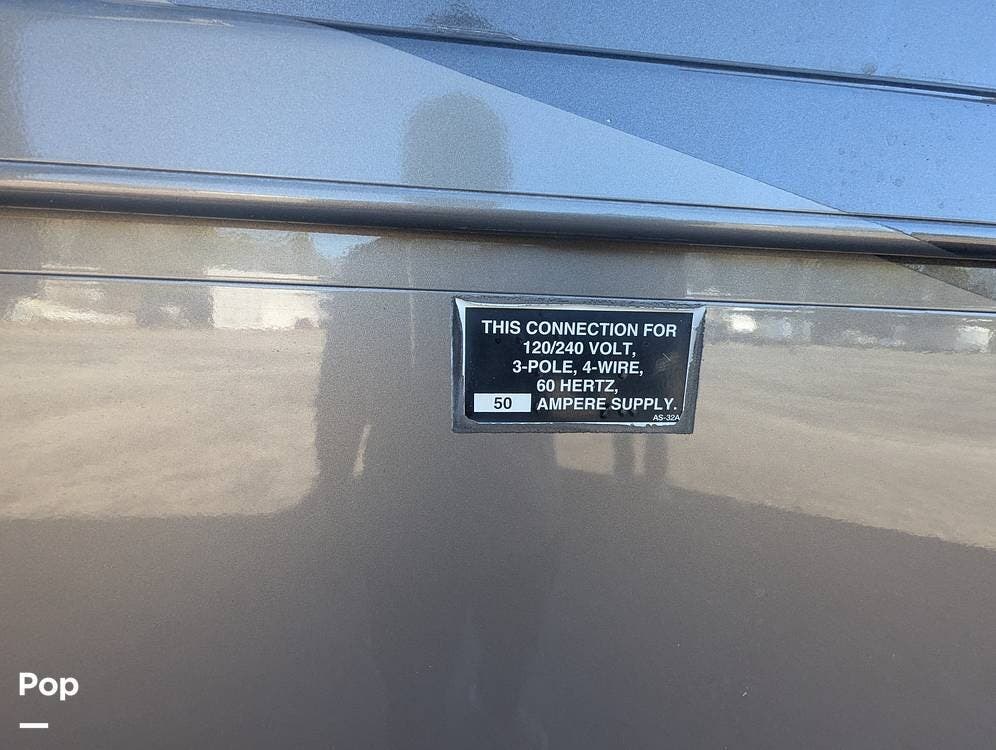 THIS CONNECTION FOR
120/240 VOLT,
3-POLE, 4-WIRE,
60 HERTZ,
50 AMPERE SUPPLY.
AS-32A
Pop